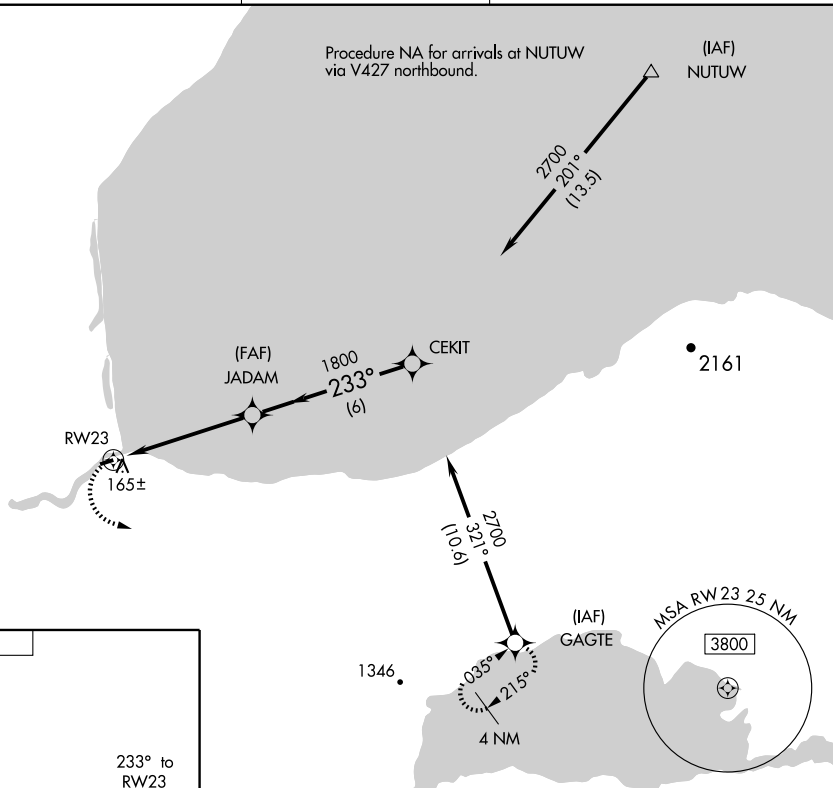 Procedure NA for arrivals at NUTUW
via V427 northbound.
(IAF)
NUTUW
2700
201°
(13.5)
(FAF)
JADAM
1800
233°
(6)
CEKIT
2161
RW23
165±
2700
321°
(10.6)
(IAF)
GAGTE
035°
215°
4 NM
1346
MSA RW23 25 NM
3800
233° to
RW23